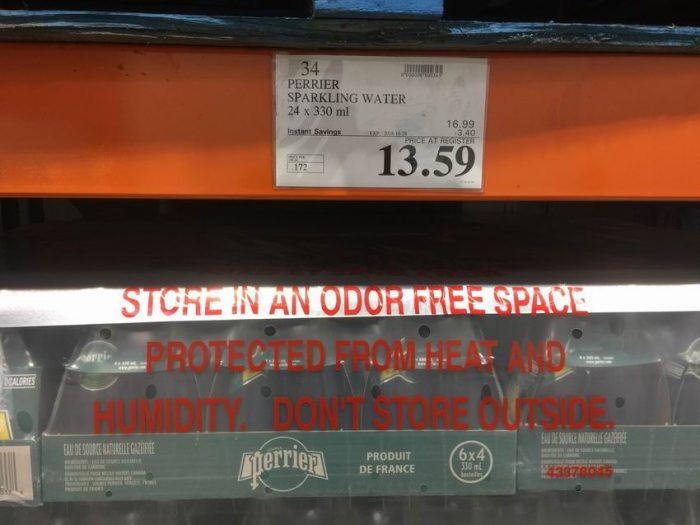 34
PERRIER
SPARKLING WATER
24 x 330 ml
16.99
Instant Savings
-3.40
PRICE AT REGISTER
.172
13.59
STORE IN AN ODOR FREE SPACE
PROTECTED FROM HEAT AND
HUMIDITY. DON'T STORE OUTSIDE.
0 CALORIES
EAU DE SOURCE NATURELLE GAZÉIFIÉE
perrier
PRODUIT
DE FRANCE
6x4
330 mL
bouteilles
EAU DE SOURCE NATURELLE GAZÉIFIÉE
43878045